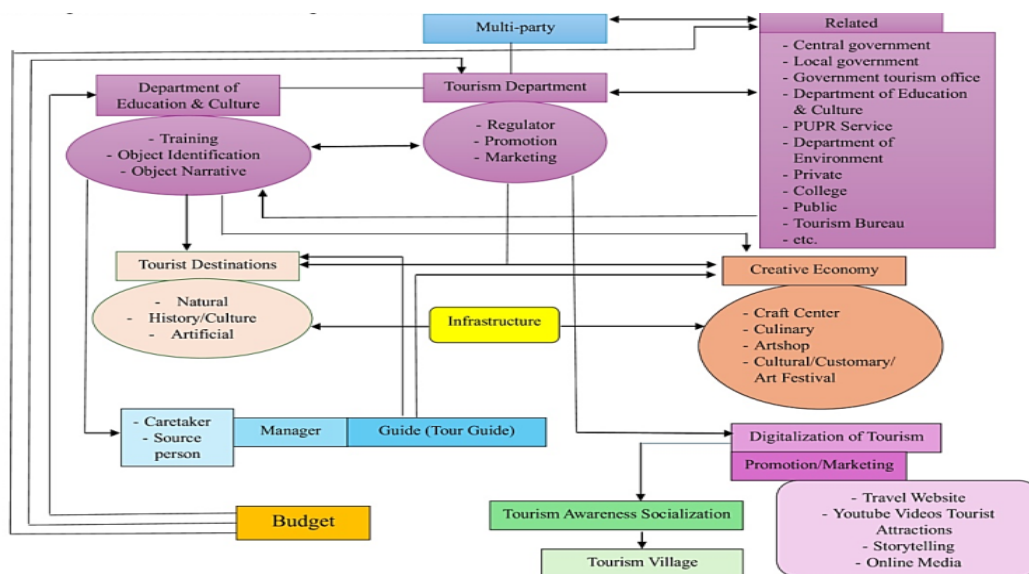 Multi-party
Related
- Central government
- Local government
- Government tourism office
- Department of Education
& Culture
- PUPR Service
- Department of
Environment
- Private
- College
- Public
- Tourism Bureau
- etc.
Department of
Education & Culture
Tourism Department
- Training
- Object Identification
- Object Narrative
- Regulator
- Promotion
- Marketing
Tourist Destinations
- Natural
- History/Culture
- Artificial
Infrastructure
Creative Economy
- Craft Center
- Culinary
- Artshop
- Cultural/Customary/
Art Festival
- Caretaker
- Source
person
Manager
Guide (Tour Guide)
Digitalization of Tourism
Promotion/Marketing
- Travel Website
- Youtube Videos Tourist
Attractions
- Storytelling
- Online Media
Budget
Tourism Awareness Socialization
Tourism Village